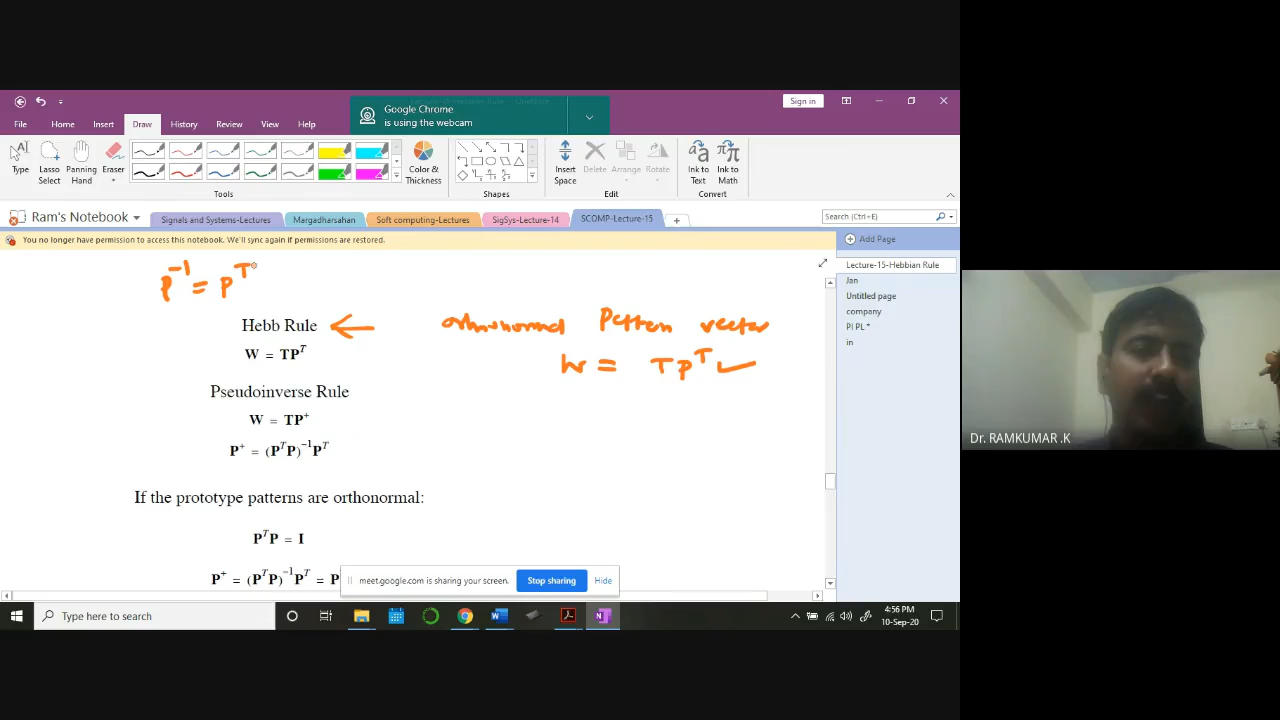 Google Chrome
is using the webcam
Sign in
File Home Insert Draw History Review View Help
Type
Lasso Select
Panning Hand
Eraser
Color & Thickness
Insert Space
Delete
Arrange
Rotate
Ink to Text
Ink to Math
Tools
Shapes
Edit
Convert
Ram's Notebook
Signals and Systems-Lectures
Margadharsahan
Soft computing-Lectures
SigSys-Lecture-14
SCOMP-Lecture-15
Search (Ctrl+E)
You no longer have permission to access this notebook. We'll sync again if permissions are restored.
Add Page
Lecture-15-Hebbian Rule
Jan
Untitled page
company
PI PL *
in
P⁻¹ = Pᵀ
Hebb Rule
W = TPᵀ
orthonormal Pattern vector
W = TPᵀ
Pseudoinverse Rule
W = TP⁺
P⁺ = (PᵀP)⁻¹Pᵀ
If the prototype patterns are orthonormal:
PᵀP = I
P⁺ = (PᵀP)⁻¹Pᵀ = P
meet.google.com is sharing your screen.
Stop sharing
Hide
Dr. RAMKUMAR .K
Type here to search
4:56 PM
10-Sep-20